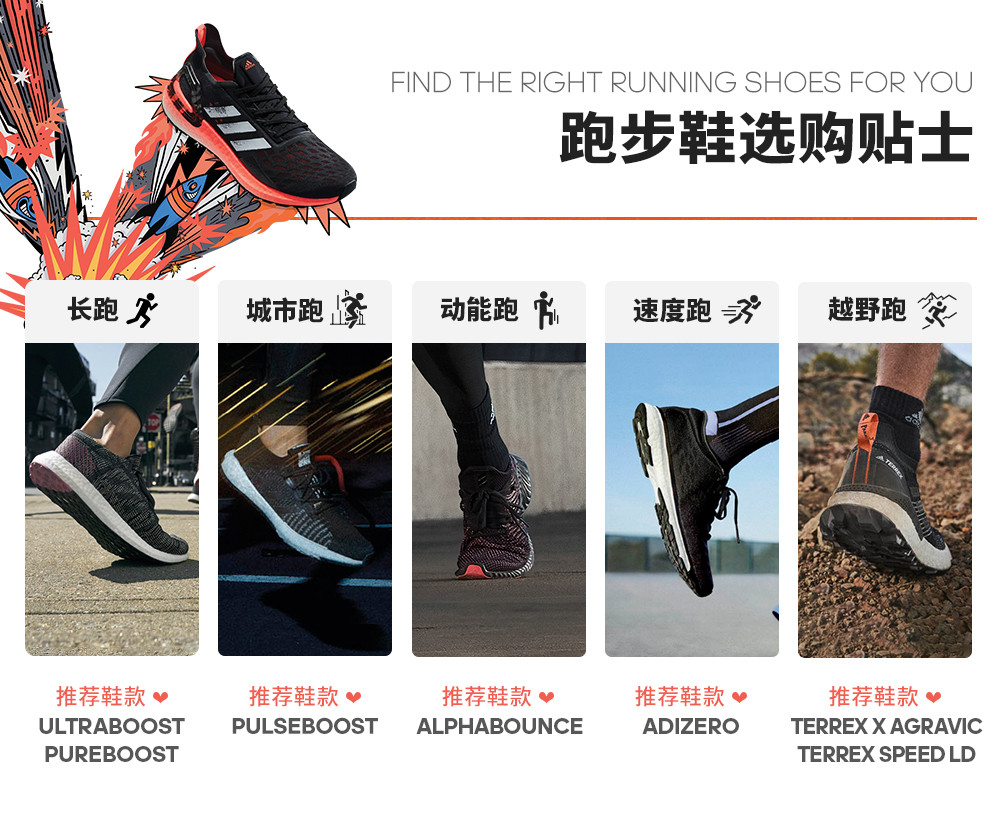 FIND THE RIGHT RUNNING SHOES FOR YOU
跑步鞋选购贴士
长跑
城市跑
动能跑
速度跑
越野跑
TERREX
推荐鞋款
ULTRABOOST
PUREBOOST
推荐鞋款
PULSEBOOST
推荐鞋款
ALPHABOUNCE
推荐鞋款
ADIZERO
推荐鞋款
TERREX X AGRAVIC
TERREX SPEED LD